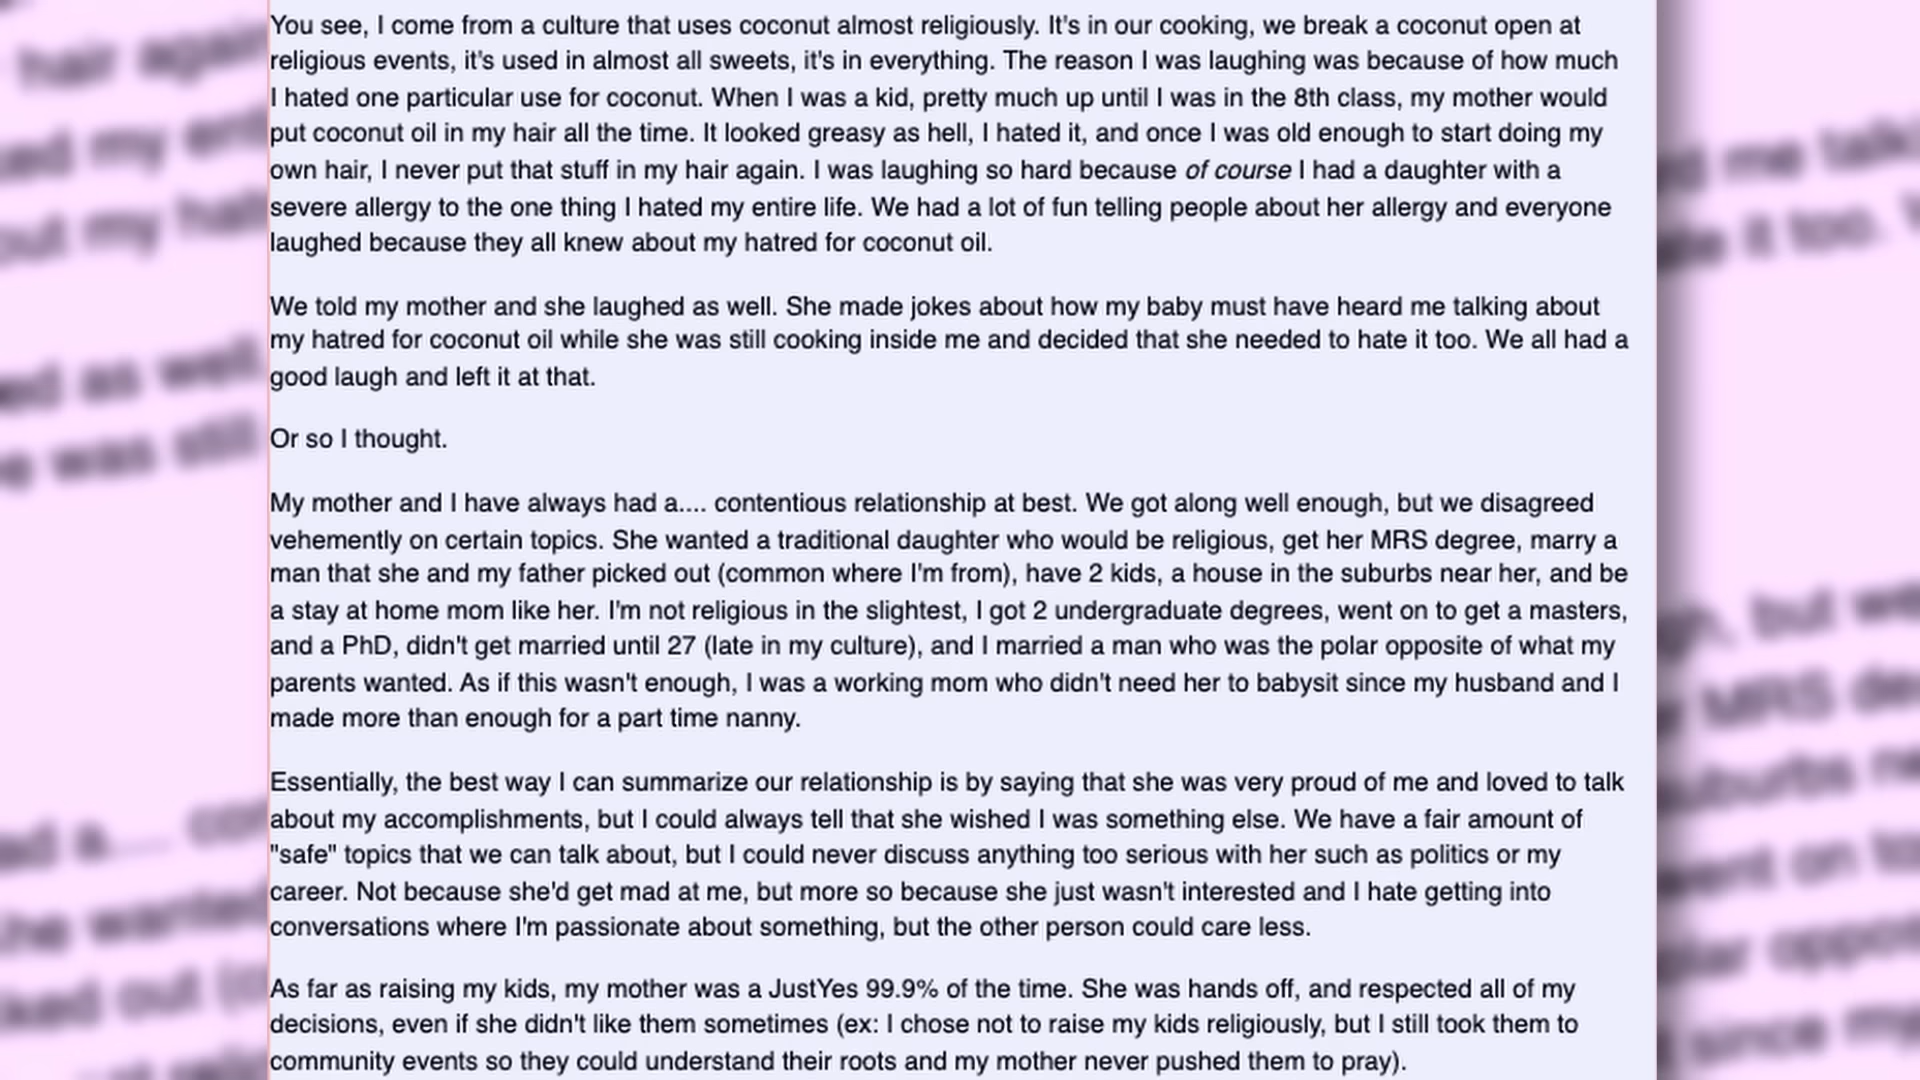 You see, I come from a culture that uses coconut almost religiously. It's in our cooking, we break a coconut open at
religious events, it's used in almost all sweets, it's in everything. The reason I was laughing was because of how much
I hated one particular use for coconut. When I was a kid, pretty much up until I was in the 8th class, my mother would
put coconut oil in my hair all the time. It looked greasy as hell, I hated it, and once I was old enough to start doing my
own hair, I never put that stuff in my hair again. I was laughing so hard because of course I had a daughter with a
severe allergy to the one thing I hated my entire life. We had a lot of fun telling people about her allergy and everyone
laughed because they all knew about my hatred for coconut oil.
We told my mother and she laughed as well. She made jokes about how my baby must have heard me talking about
my hatred for coconut oil while she was still cooking inside me and decided that she needed to hate it too. We all had a
good laugh and left it at that.
Or so I thought.
My mother and I have always had a.... contentious relationship at best. We got along well enough, but we disagreed
vehemently on certain topics. She wanted a traditional daughter who would be religious, get her MRS degree, marry a
man that she and my father picked out (common where I'm from), have 2 kids, a house in the suburbs near her, and be
a stay at home mom like her. I'm not religious in the slightest, I got 2 undergraduate degrees, went on to get a masters,
and a PhD, didn't get married until 27 (late in my culture), and I married a man who was the polar opposite of what my
parents wanted. As if this wasn't enough, I was a working mom who didn't need her to babysit since my husband and I
made more than enough for a part time nanny.
Essentially, the best way I can summarize our relationship is by saying that she was very proud of me and loved to talk
about my accomplishments, but I could always tell that she wished I was something else. We have a fair amount of
"safe" topics that we can talk about, but I could never discuss anything too serious with her such as politics or my
career. Not because she'd get mad at me, but more so because she just wasn't interested and I hate getting into
conversations where I'm passionate about something, but the other person could care less.
As far as raising my kids, my mother was a JustYes 99.9% of the time. She was hands off, and respected all of my
decisions, even if she didn't like them sometimes (ex: I chose not to raise my kids religiously, but I still took them to
community events so they could understand their roots and my mother never pushed them to pray).